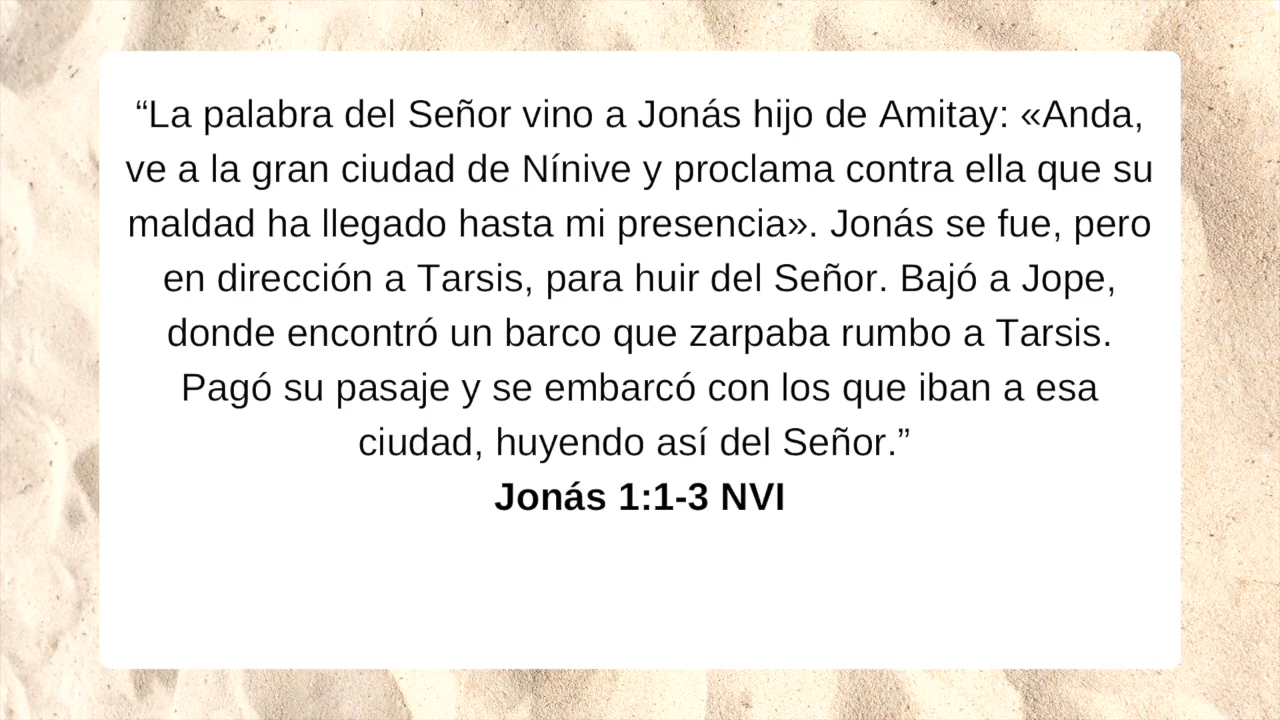 “La palabra del Señor vino a Jonás hijo de Amitay: «Anda,
ve a la gran ciudad de Nínive y proclama contra ella que su
maldad ha llegado hasta mi presencia». Jonás se fue, pero
en dirección a Tarsis, para huir del Señor. Bajó a Jope,
donde encontró un barco que zarpaba rumbo a Tarsis.
Pagó su pasaje y se embarcó con los que iban a esa
ciudad, huyendo así del Señor.”
Jonás 1:1-3 NVI